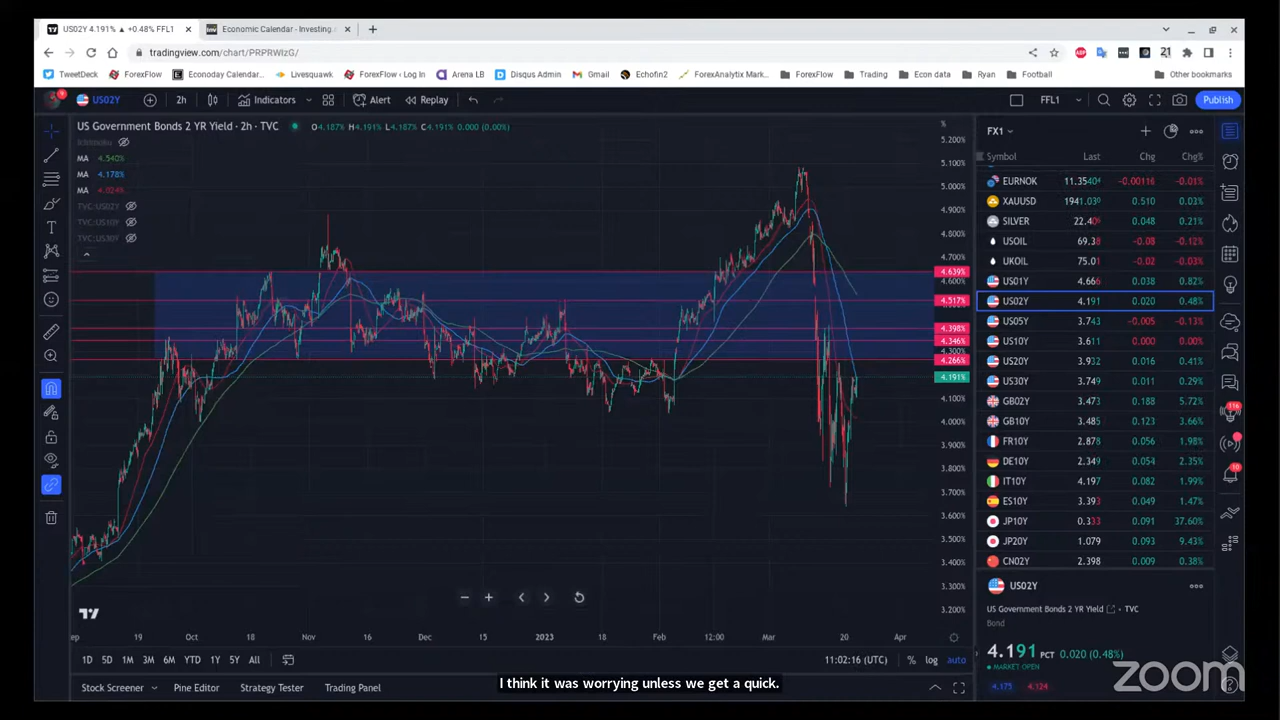 US02Y 4.191% ▲ +0.48% FFL1
Economic Calendar - Investing.
tradingview.com/chart/PRPRWIzG/
TweetDeck ForexFlow Econoday Calendar... Livesquawk ForexFlow ‹ Log In Arena LB Disqus Admin Gmail Echofin2 ForexAnalytix Mark... ForexFlow Trading Econ data Ryan Football Other bookmarks
US02Y 2h Indicators Alert Replay FFL1 Publish
US Government Bonds 2 YR Yield · 2h · TVC O4.187% H4.191% L4.187% C4.191% 0.000 (0.00%)
MA 4.540%
MA 4.178%
MA 4.024%
TVC:US02Y
TVC:US10Y
TVC:US30Y
%
5.200%
5.100%
5.000%
4.900%
4.800%
4.700%
4.639%
4.600%
4.517%
4.398%
4.346%
4.300%
4.266%
4.191%
4.100%
4.000%
3.900%
3.800%
3.700%
3.600%
3.500%
3.400%
3.300%
3.200%
ep 19 Oct 18 Nov 16 Dec 15 2023 18 Feb 12:00 Mar 20 Apr
1D 5D 1M 3M 6M YTD 1Y 5Y All 11:02:16 (UTC) % log auto
Stock Screener Pine Editor Strategy Tester Trading Panel
FX1
Symbol Last Chg Chg%
EURNOK 11.35404 -0.00116 -0.01%
XAUUSD 1941.039 0.510 0.03%
SILVER 22.409 0.048 0.21%
USOIL 69.38 -0.08 -0.12%
UKOIL 75.01 -0.02 -0.03%
US01Y 4.666 0.038 0.82%
US02Y 4.191 0.020 0.48%
US05Y 3.743 -0.005 -0.13%
US10Y 3.611 0.000 0.00%
US20Y 3.932 0.016 0.41%
US30Y 3.749 0.011 0.29%
GB02Y 3.473 0.188 5.72%
GB10Y 3.485 0.123 3.66%
FR10Y 2.878 0.056 1.98%
DE10Y 2.349 0.054 2.35%
IT10Y 4.197 0.082 1.99%
ES10Y 3.393 0.049 1.47%
JP10Y 0.333 0.091 37.60%
JP20Y 1.079 0.093 9.43%
CN02Y 2.398 0.009 0.38%
US02Y
US Government Bonds 2 YR Yield · TVC
Bond
4.191 PCT 0.020 (0.48%)
MARKET OPEN
4.175 4.124
116
10
zoom
I think it was worrying unless we get a quick.